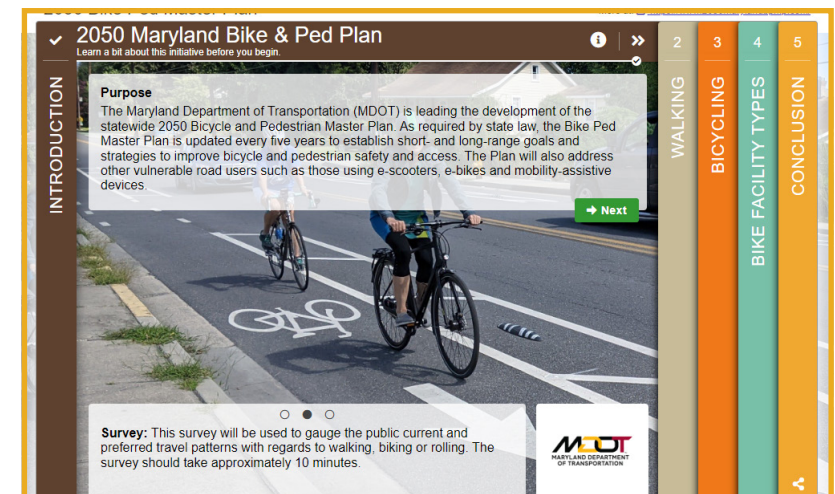 2050 Bike Ped Master Plan
2050 Maryland Bike & Ped Plan
Learn a bit about this initiative before you begin.
INTRODUCTION
Purpose
The Maryland Department of Transportation (MDOT) is leading the development of the
statewide 2050 Bicycle and Pedestrian Master Plan. As required by state law, the Bike Ped
Master Plan is updated every five years to establish short- and long-range goals and
strategies to improve bicycle and pedestrian safety and access. The Plan will also address
other vulnerable road users such as those using e-scooters, e-bikes and mobility-assistive
devices.
Next
Survey: This survey will be used to gauge the public current and
preferred travel patterns with regards to walking, biking or rolling. The
survey should take approximately 10 minutes.
MDOT
MARYLAND DEPARTMENT
OF TRANSPORTATION
2
WALKING
3
BICYCLING
4
BIKE FACILITY TYPES
5
CONCLUSION